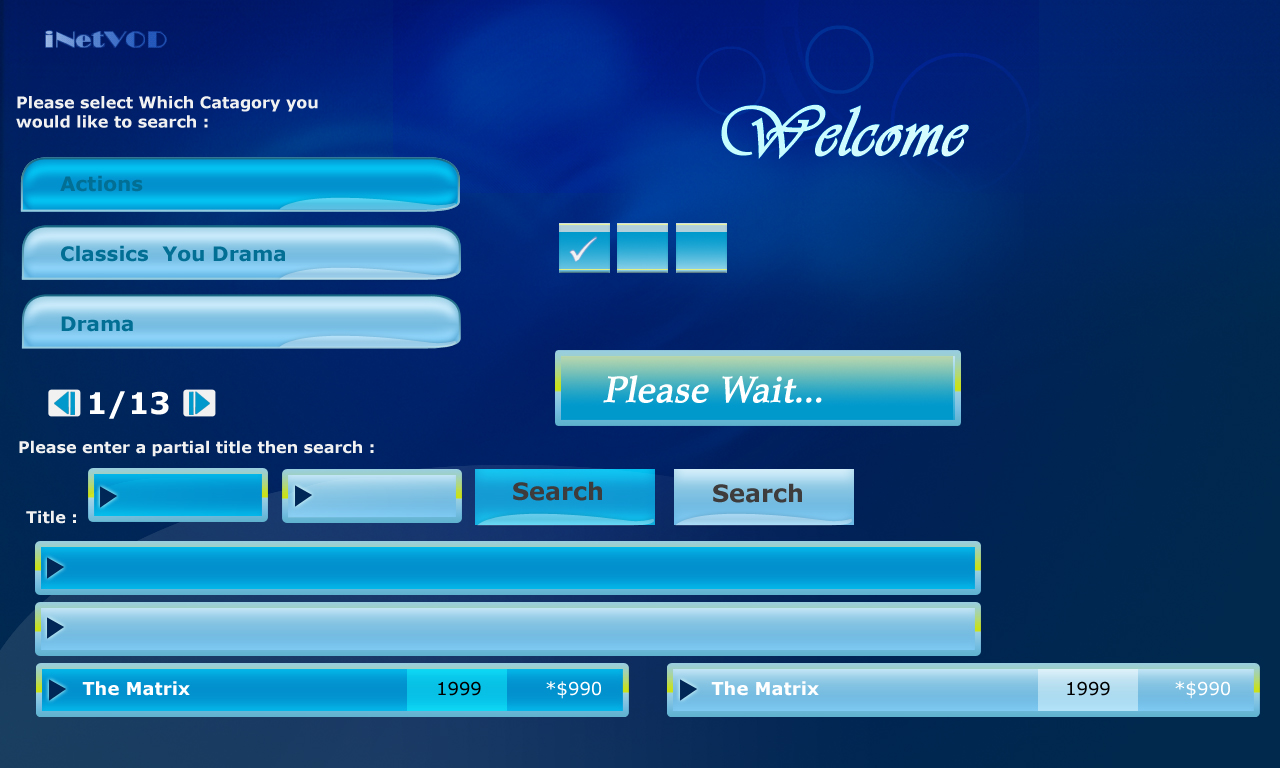 iNetVOD
Please select Which Catagory you
would like to search :
Welcome
Actions
Classics  You Drama
Drama
Please Wait...
1/13
Please enter a partial title then search :
Title :
Search
Search
The Matrix 1999 *$990
The Matrix 1999 *$990